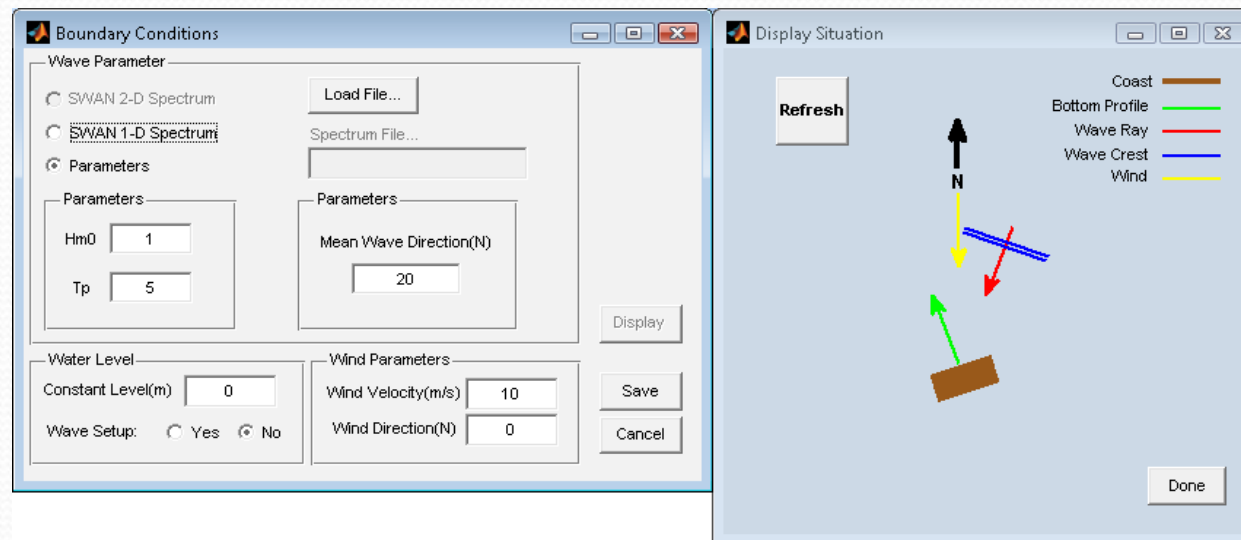 Boundary Conditions
Wave Parameter
SWAN 2-D Spectrum
Load File...
SWAN 1-D Spectrum
Spectrum File...
Parameters
Parameters
Hm0 1
Tp 5
Parameters
Mean Wave Direction(N)
20
Display
Water Level
Constant Level(m) 0
Wave Setup: Yes No
Wind Parameters
Wind Velocity(m/s) 10
Wind Direction(N) 0
Save
Cancel
Display Situation
Refresh
Coast
Bottom Profile
Wave Ray
Wave Crest
Wind
N
Done